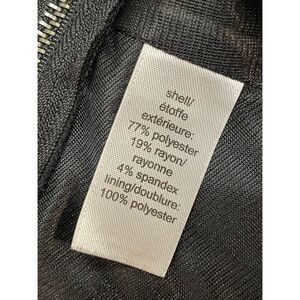 shell/
étoffe
extérieure:
77% polyester
19% rayon/
rayonne
4% spandex
lining/doublure:
100% polyester